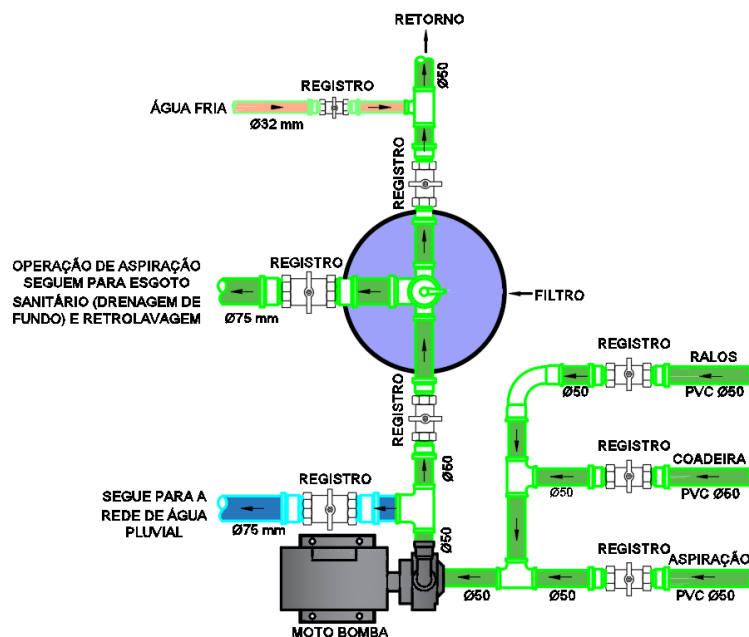 RETORNO
Ø50
REGISTRO
ÁGUA FRIA
Ø32 mm
REGISTRO
OPERAÇÃO DE ASPIRAÇÃO
SEGUEM PARA ESGOTO
SANITÁRIO (DRENAGEM DE
FUNDO) E RETROLAVAGEM
REGISTRO
Ø75 mm
FILTRO
REGISTRO
REGISTRO
RALOS
Ø50
PVC Ø50
REGISTRO
COADEIRA
Ø50
PVC Ø50
Ø50
SEGUE PARA A
REDE DE ÁGUA
PLUVIAL
REGISTRO
Ø75 mm
Ø50
REGISTRO
ASPIRAÇÃO
Ø50
Ø50
PVC Ø50
MOTO BOMBA